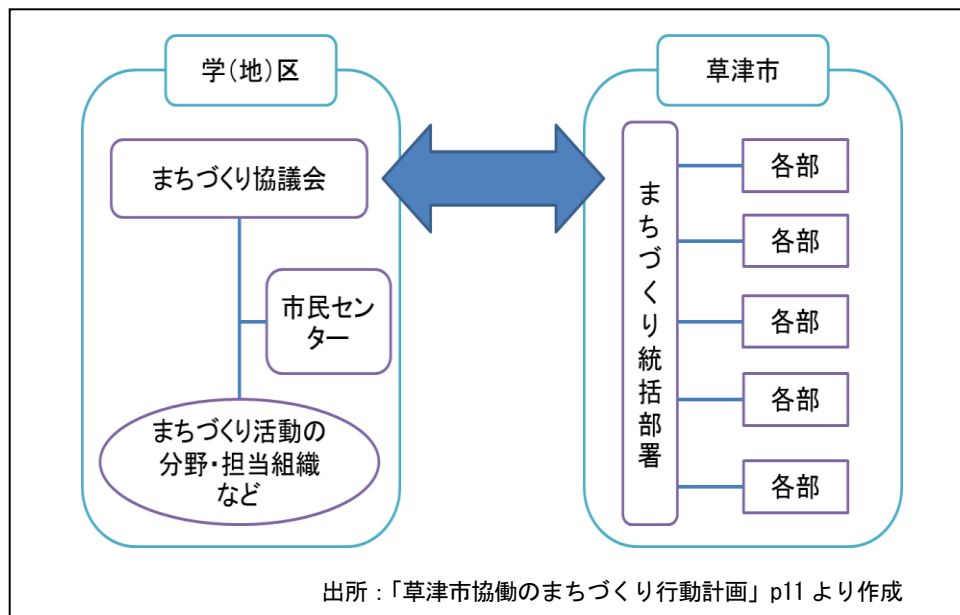 学(地)区
まちづくり協議会
市民セン
ター
まちづくり活動の
分野・担当組織
など
草津市
まちづくり統括部署
各部
各部
各部
各部
各部
出所：「草津市協働のまちづくり行動計画」p11 より作成